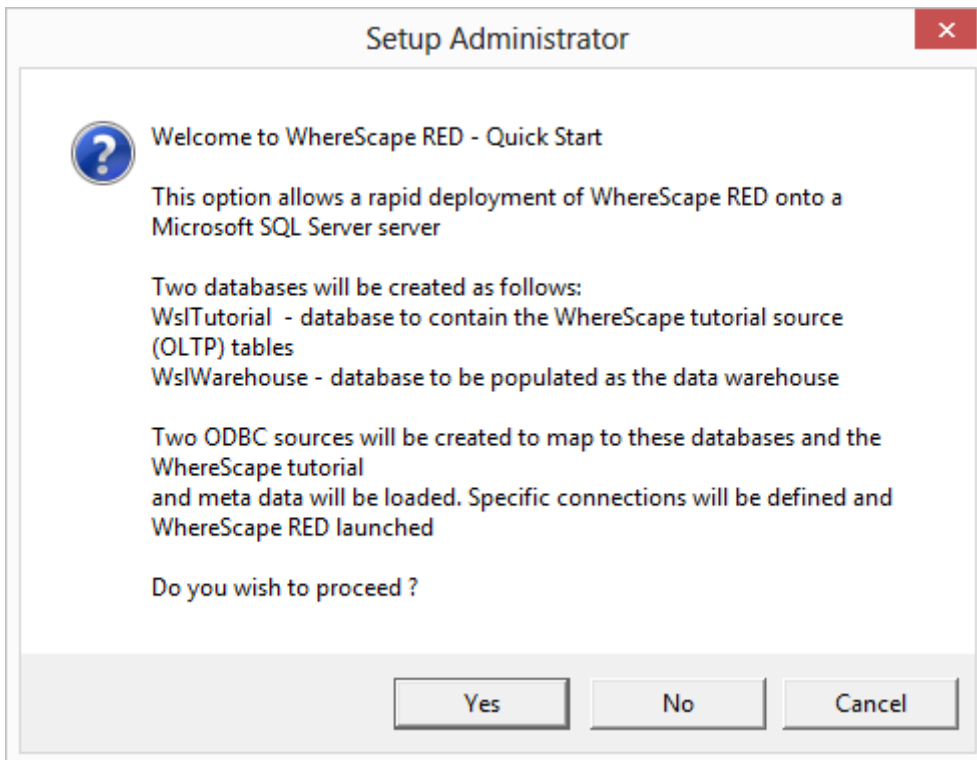 Setup Administrator
Welcome to WhereScape RED - Quick Start
This option allows a rapid deployment of WhereScape RED onto a
Microsoft SQL Server server
Two databases will be created as follows:
WslTutorial  - database to contain the WhereScape tutorial source
(OLTP) tables
WslWarehouse - database to be populated as the data warehouse
Two ODBC sources will be created to map to these databases and the
WhereScape tutorial
and meta data will be loaded. Specific connections will be defined and
WhereScape RED launched
Do you wish to proceed ?
Yes No Cancel